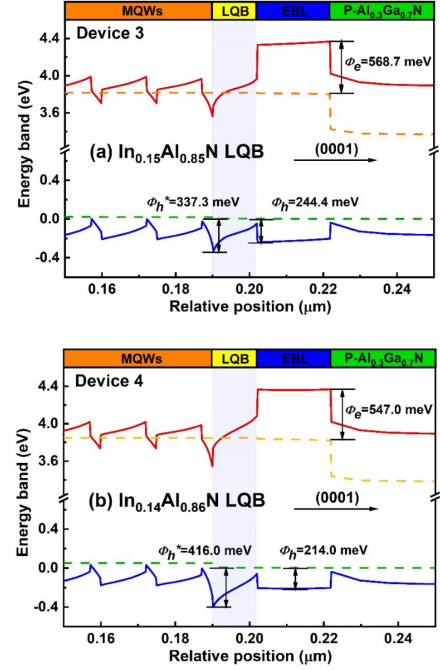 MQWs LQB EBL P-Al0.3Ga0.7N
Device 3
4.4
Φe=568.7 meV
4.0
3.6
(a) In0.15Al0.85N LQB
(0001)
Φh*=337.3 meV
Φh=244.4 meV
0.0
-0.4
Energy band (eV)
0.16 0.18 0.20 0.22 0.24
Relative position (μm)
MQWs LQB EBL P-Al0.3Ga0.7N
Device 4
4.4
Φe=547.0 meV
4.0
3.6
(b) In0.14Al0.86N LQB
(0001)
Φh*=416.0 meV
Φh=214.0 meV
0.0
-0.4
Energy band (eV)
0.16 0.18 0.20 0.22 0.24
Relative position (μm)